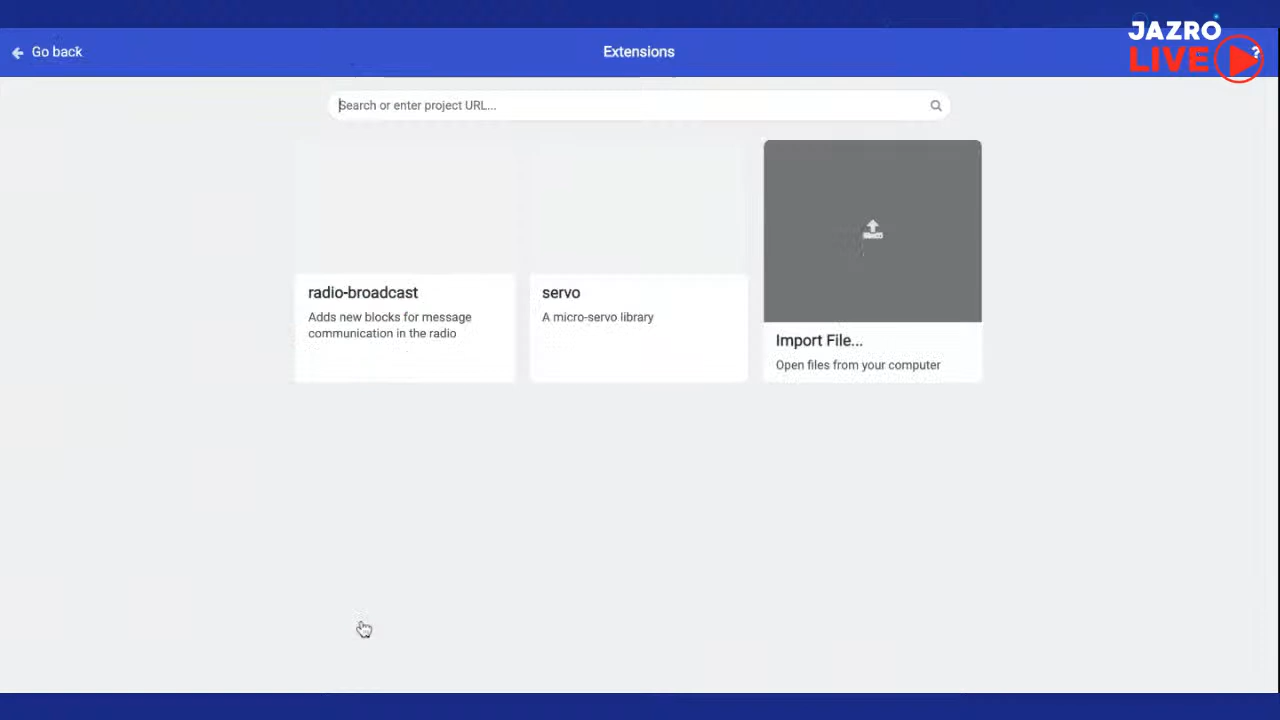 JAZRO
LIVE
Go back
Extensions
?
Search or enter project URL...
radio-broadcast
Adds new blocks for message
communication in the radio
servo
A micro-servo library
Import File...
Open files from your computer